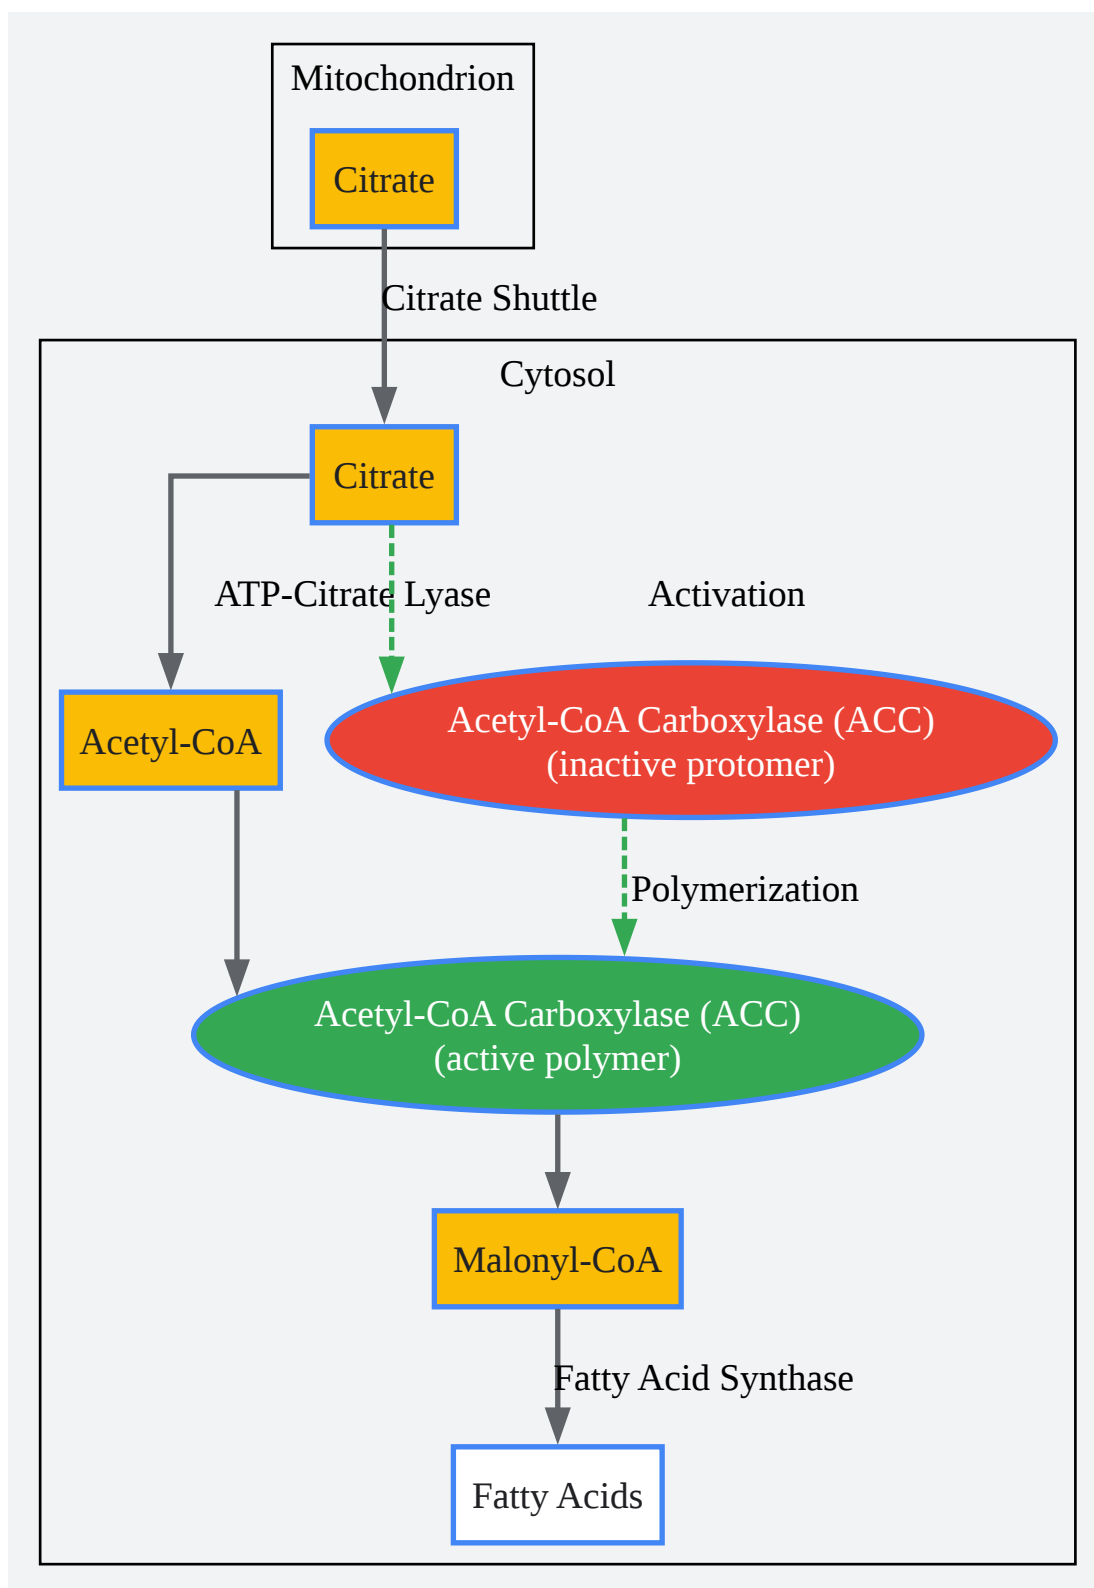 Mitochondrion
Citrate
Citrate Shuttle
Cytosol
Citrate
ATP-Citrate Lyase
Activation
Acetyl-CoA
Acetyl-CoA Carboxylase (ACC)
(inactive protomer)
Polymerization
Acetyl-CoA Carboxylase (ACC)
(active polymer)
Malonyl-CoA
Fatty Acid Synthase
Fatty Acids